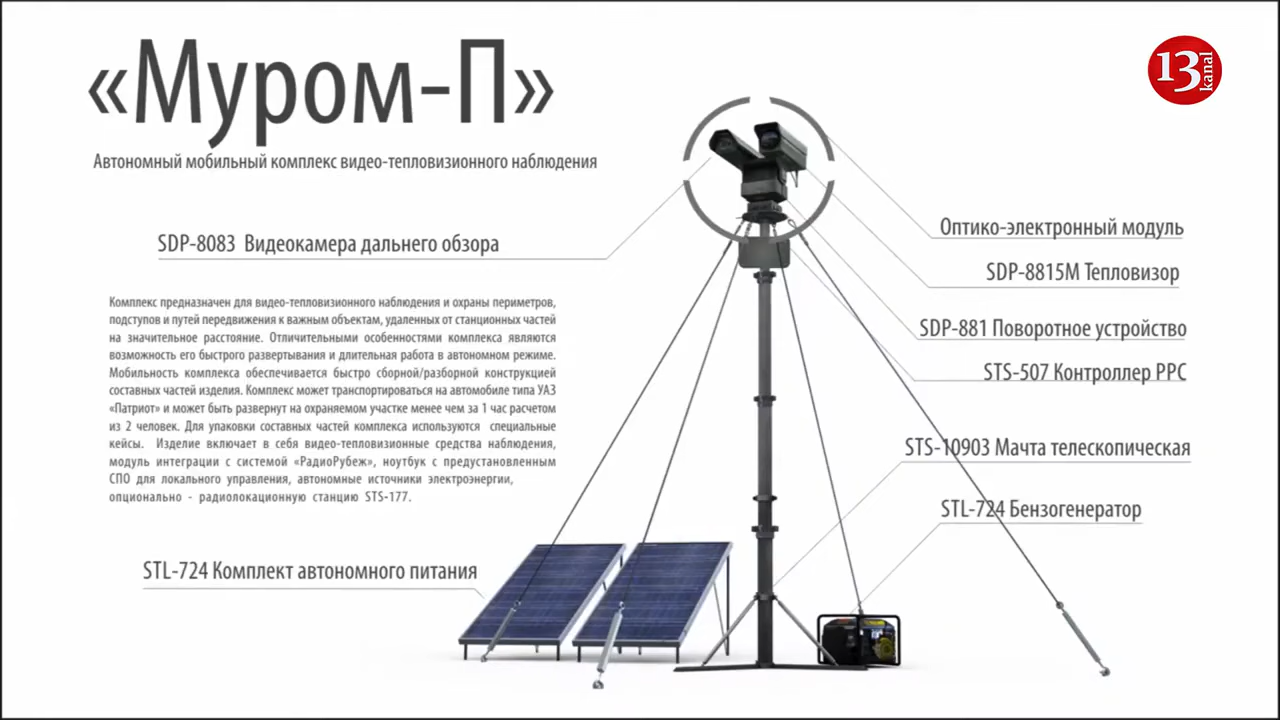 «Муром-П»
13 kanal
Автономный мобильный комплекс видео-тепловизионного наблюдения
SDP-8083 Видеокамера дальнего обзора
Оптико-электронный модуль
SDP-8815М Тепловизор
SDP-881 Поворотное устройство
STS-507 Контроллер РРС
STS-10903 Мачта телескопическая
STL-724 Бензогенератор
Комплекс предназначен для видео-тепловизионного наблюдения и охраны периметров,
подступов и путей передвижения к важным объектам, удаленных от станционных частей
на значительное расстояние. Отличительными особенностями комплекса являются
возможность его быстрого развертывания и длительная работа в автономном режиме.
Мобильность комплекса обеспечивается быстро сборной/разборной конструкцией
составных частей изделия. Комплекс может транспортироваться на автомобиле типа УАЗ
«Патриот» и может быть развернут на охраняемом участке менее чем за 1 час расчетом
из 2 человек. Для упаковки составных частей комплекса используются специальные
кейсы. Изделие включает в себя видео-тепловизионные средства наблюдения,
модуль интеграции с системой «РадиоРубеж», ноутбук с предустановленным
СПО для локального управления, автономные источники электроэнергии,
опционально - радиолокационную станцию STS-177.
STL-724 Комплект автономного питания